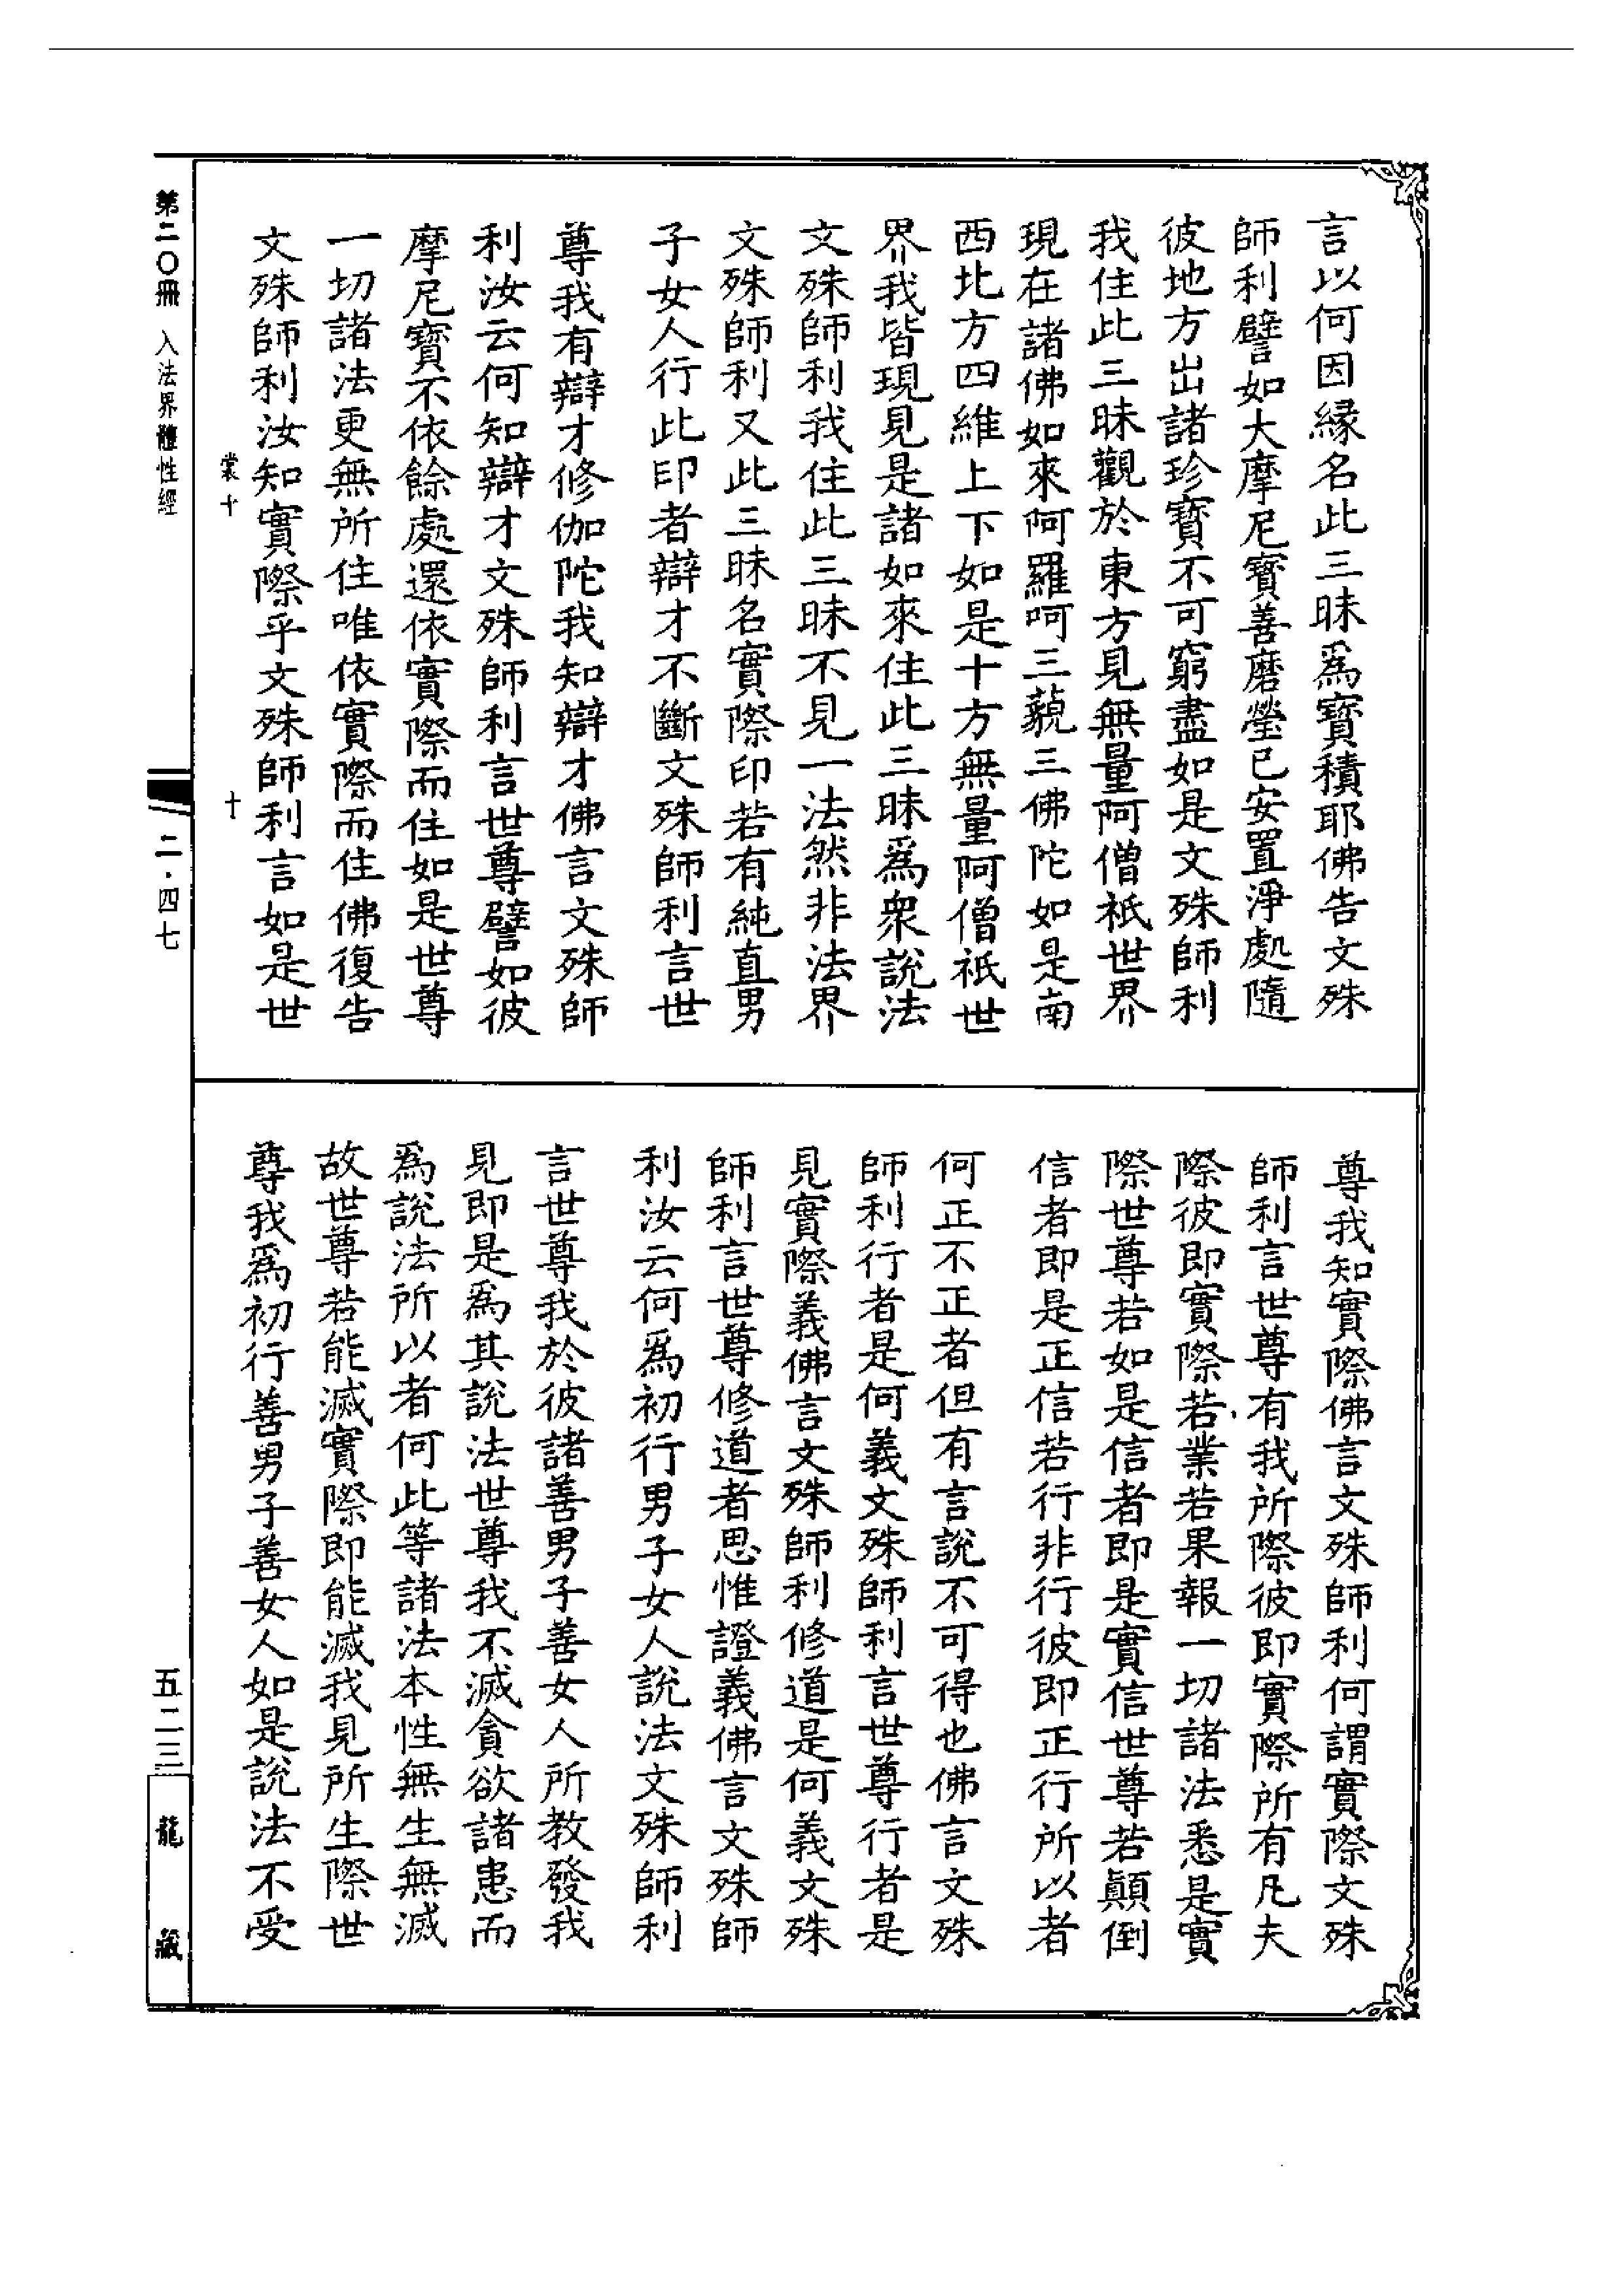 言以何因緣名此三昧爲寶積耶佛告文殊
師利譬如大摩尼寶善磨瑩已安置淨處隨
彼地方出諸珍寶不可窮盡如是文殊師利
我住此三昧觀於東方見無量阿僧祇世界
現在諸佛如來阿羅呵三藐三佛陀如是南
西北方四維上下如是十方無量阿僧祇世
界我皆現見是諸如來住此三昧爲衆說法
文殊師利我住此三昧不見一法然非法界
文殊師利又此三昧名實際印若有純直男
子女人行此印者辯才不斷文殊師利言世
尊我有辯才修伽陀我知辯才佛言文殊師
利汝云何知辯才文殊師利言世尊譬如彼
摩尼寶不依餘處還依實際而住如是世尊
一切諸法更無所住唯依實際而住佛復告
文殊師利汝知實際乎文殊師利言如是世
裳十 十
尊我知實際佛言文殊師利何謂實際文殊
師利言世尊有我所際彼即實際所有凡夫
際彼即實際若業若果報一切諸法悉是實
際世尊若如是信者即是實信世尊若顛倒
信者即是正信若行非行彼即正行所以者
何正不正者但有言說不可得也佛言文殊
師利行者是何義文殊師利言世尊行者是
見實際義佛言文殊師利修道是何義文殊
師利言世尊修道者思惟證義佛言文殊師
利汝云何爲初行男子女人說法文殊師利
言世尊我於彼諸善男子善女人所教發我
見即是爲其說法世尊我不滅貪欲諸患而
爲說法所以者何此等諸法本性無生無滅
故世尊若能滅實際即能滅我見所生際世
尊我爲初行善男子善女人如是說法不受
第二〇冊 入法界體性經
二·四七
五二三
龍藏